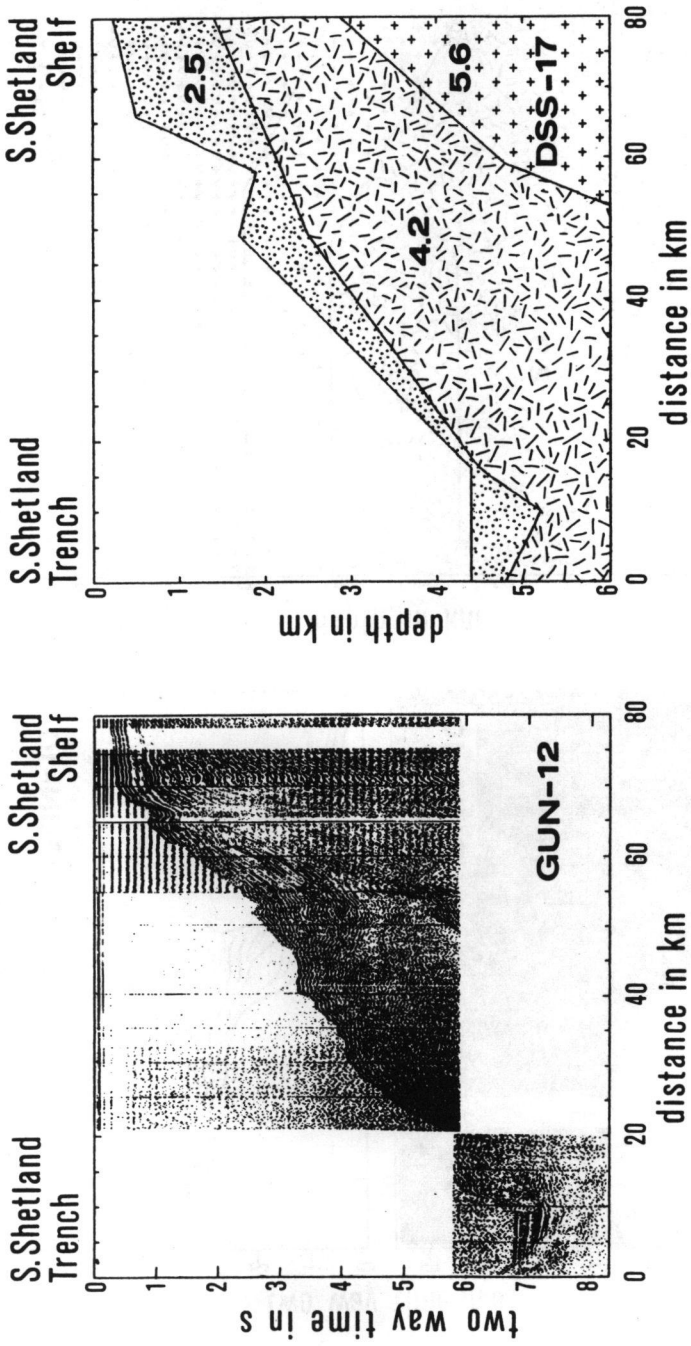 S.Shetland
Trench
S.Shetland
Shelf
0
1
2
3
4
5
6
7
8
two way time in s
GUN-12
0
20
40
60
80
distance in km
S.Shetland
Trench
S.Shetland
Shelf
0
1
2
3
4
5
6
depth in km
2.5
4.2
5.6
DSS-17
0
20
40
60
80
distance in km